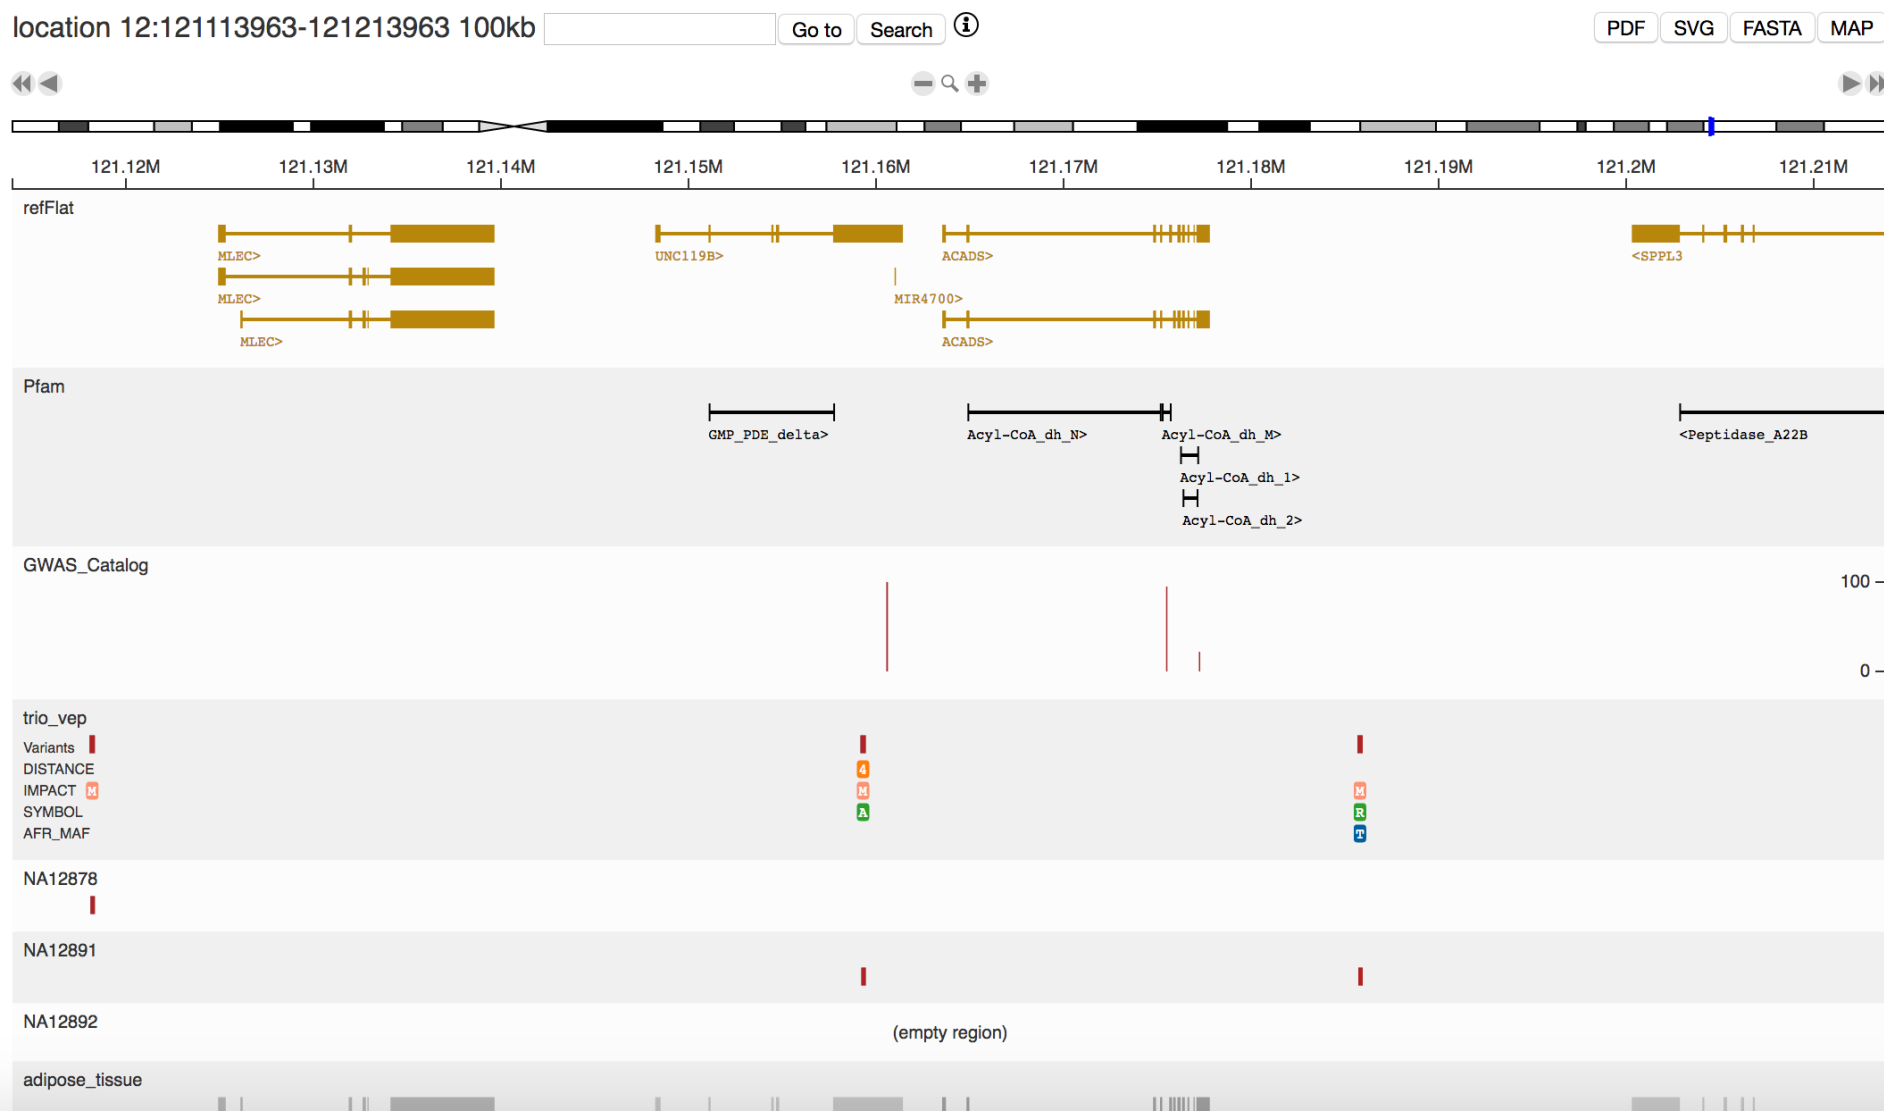 location 12:121113963-121213963 100kb Go to Search i PDF SVG FASTA MAP
121.12M 121.13M 121.14M 121.15M 121.16M 121.17M 121.18M 121.19M 121.2M 121.21M
refFlat
MLEC> UNC119B> ACADS> <SPPL3
MLEC> MIR4700>
MLEC> ACADS>
Pfam
GMP_PDE_delta> Acyl-CoA_dh_N> Acyl-CoA_dh_M> <Peptidase_A22B
Acyl-CoA_dh_1>
Acyl-CoA_dh_2>
GWAS_Catalog
100
0
trio_vep
Variants
DISTANCE 4
IMPACT M M M
SYMBOL A R
AFR_MAF T
NA12878
NA12891
NA12892
(empty region)
adipose_tissue